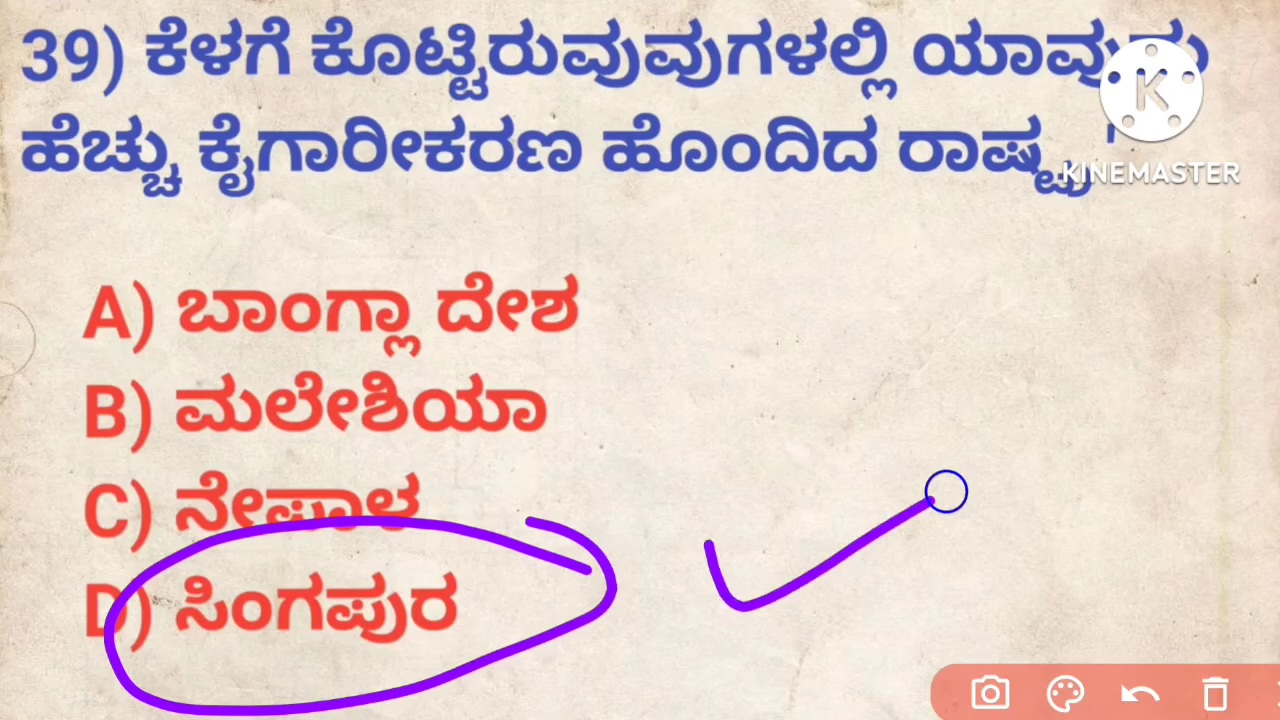 39) ಕೆಳಗೆ ಕೊಟ್ಟಿರುವುವುಗಳಲ್ಲಿ
ಹೆಚ್ಚು ಕೈಗಾರೀಕರಣ ಹೊಂದಿದ ರಾಷ್ಟ್ರ
K
KINEMASTER
A) ಬಾಂಗ್ಲಾ ದೇಶ
B) ಮಲೇಶಿಯಾ
C) ನೇಪಾಳ
D) ಸಿಂಗಪುರ